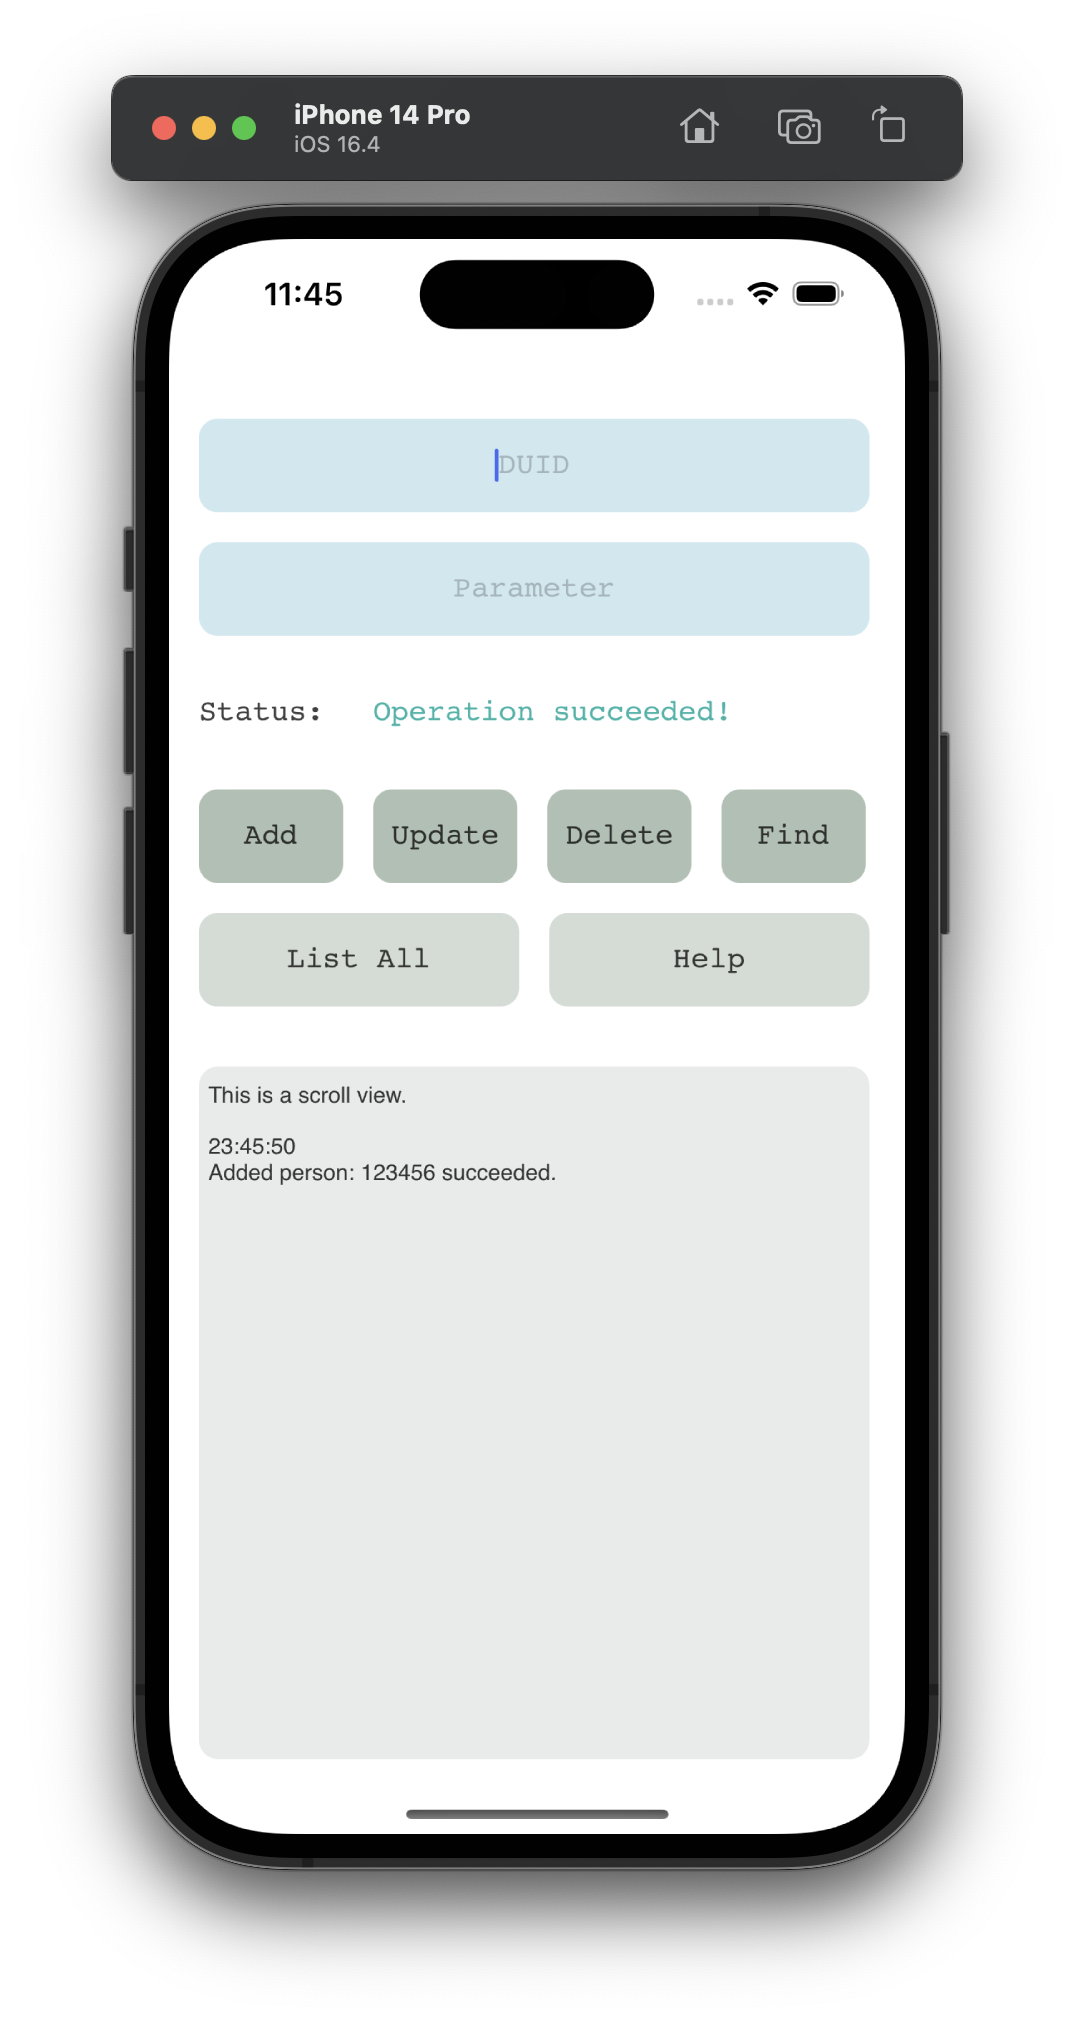 iPhone 14 Pro
iOS 16.4
11:45
DUID
Parameter
Status: Operation succeeded!
Add Update Delete Find
List All Help
This is a scroll view.
23:45:50
Added person: 123456 succeeded.